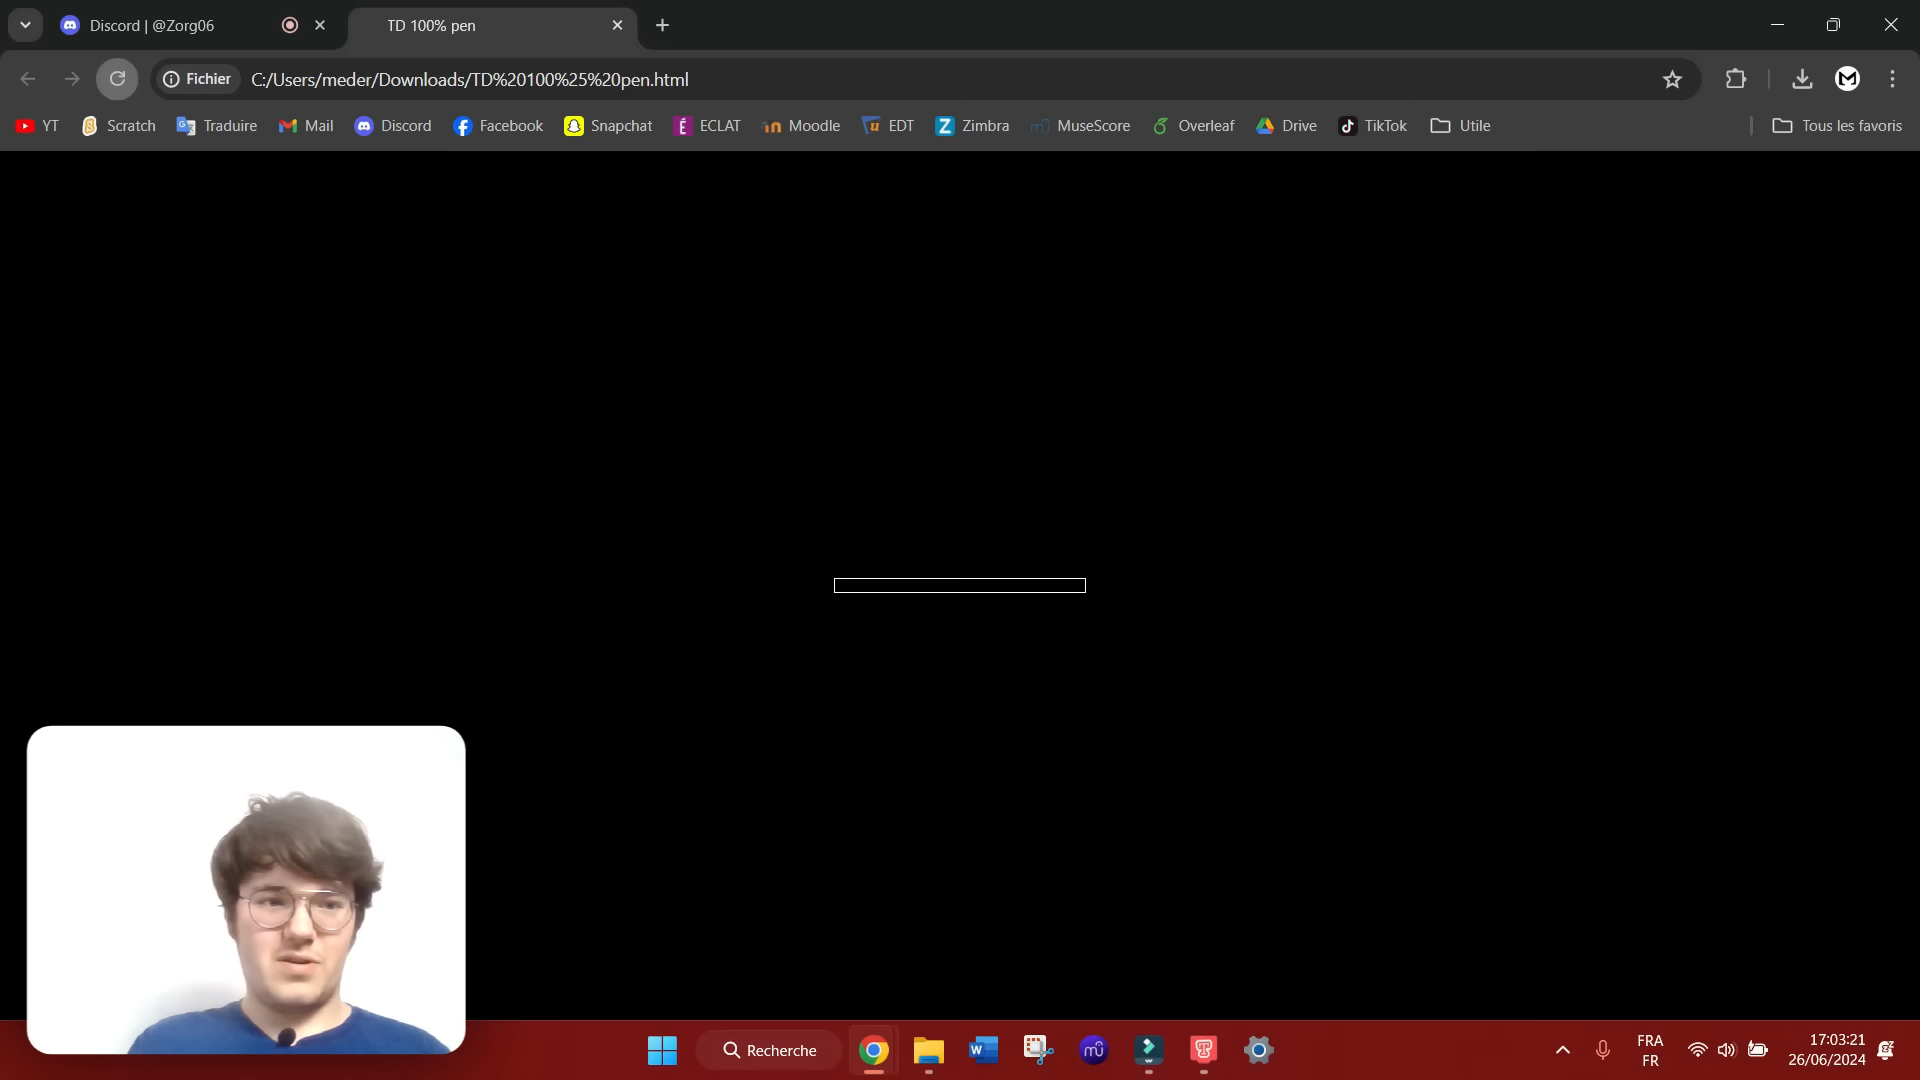 Discord | @Zorg06
TD 100% pen
Fichier C:/Users/meder/Downloads/TD%20100%25%20pen.html
YT Scratch Traduire Mail Discord Facebook Snapchat ECLAT Moodle EDT Zimbra MuseScore Overleaf Drive TikTok Utile Tous les favoris
Recherche
FRA
FR
17:03:21
26/06/2024